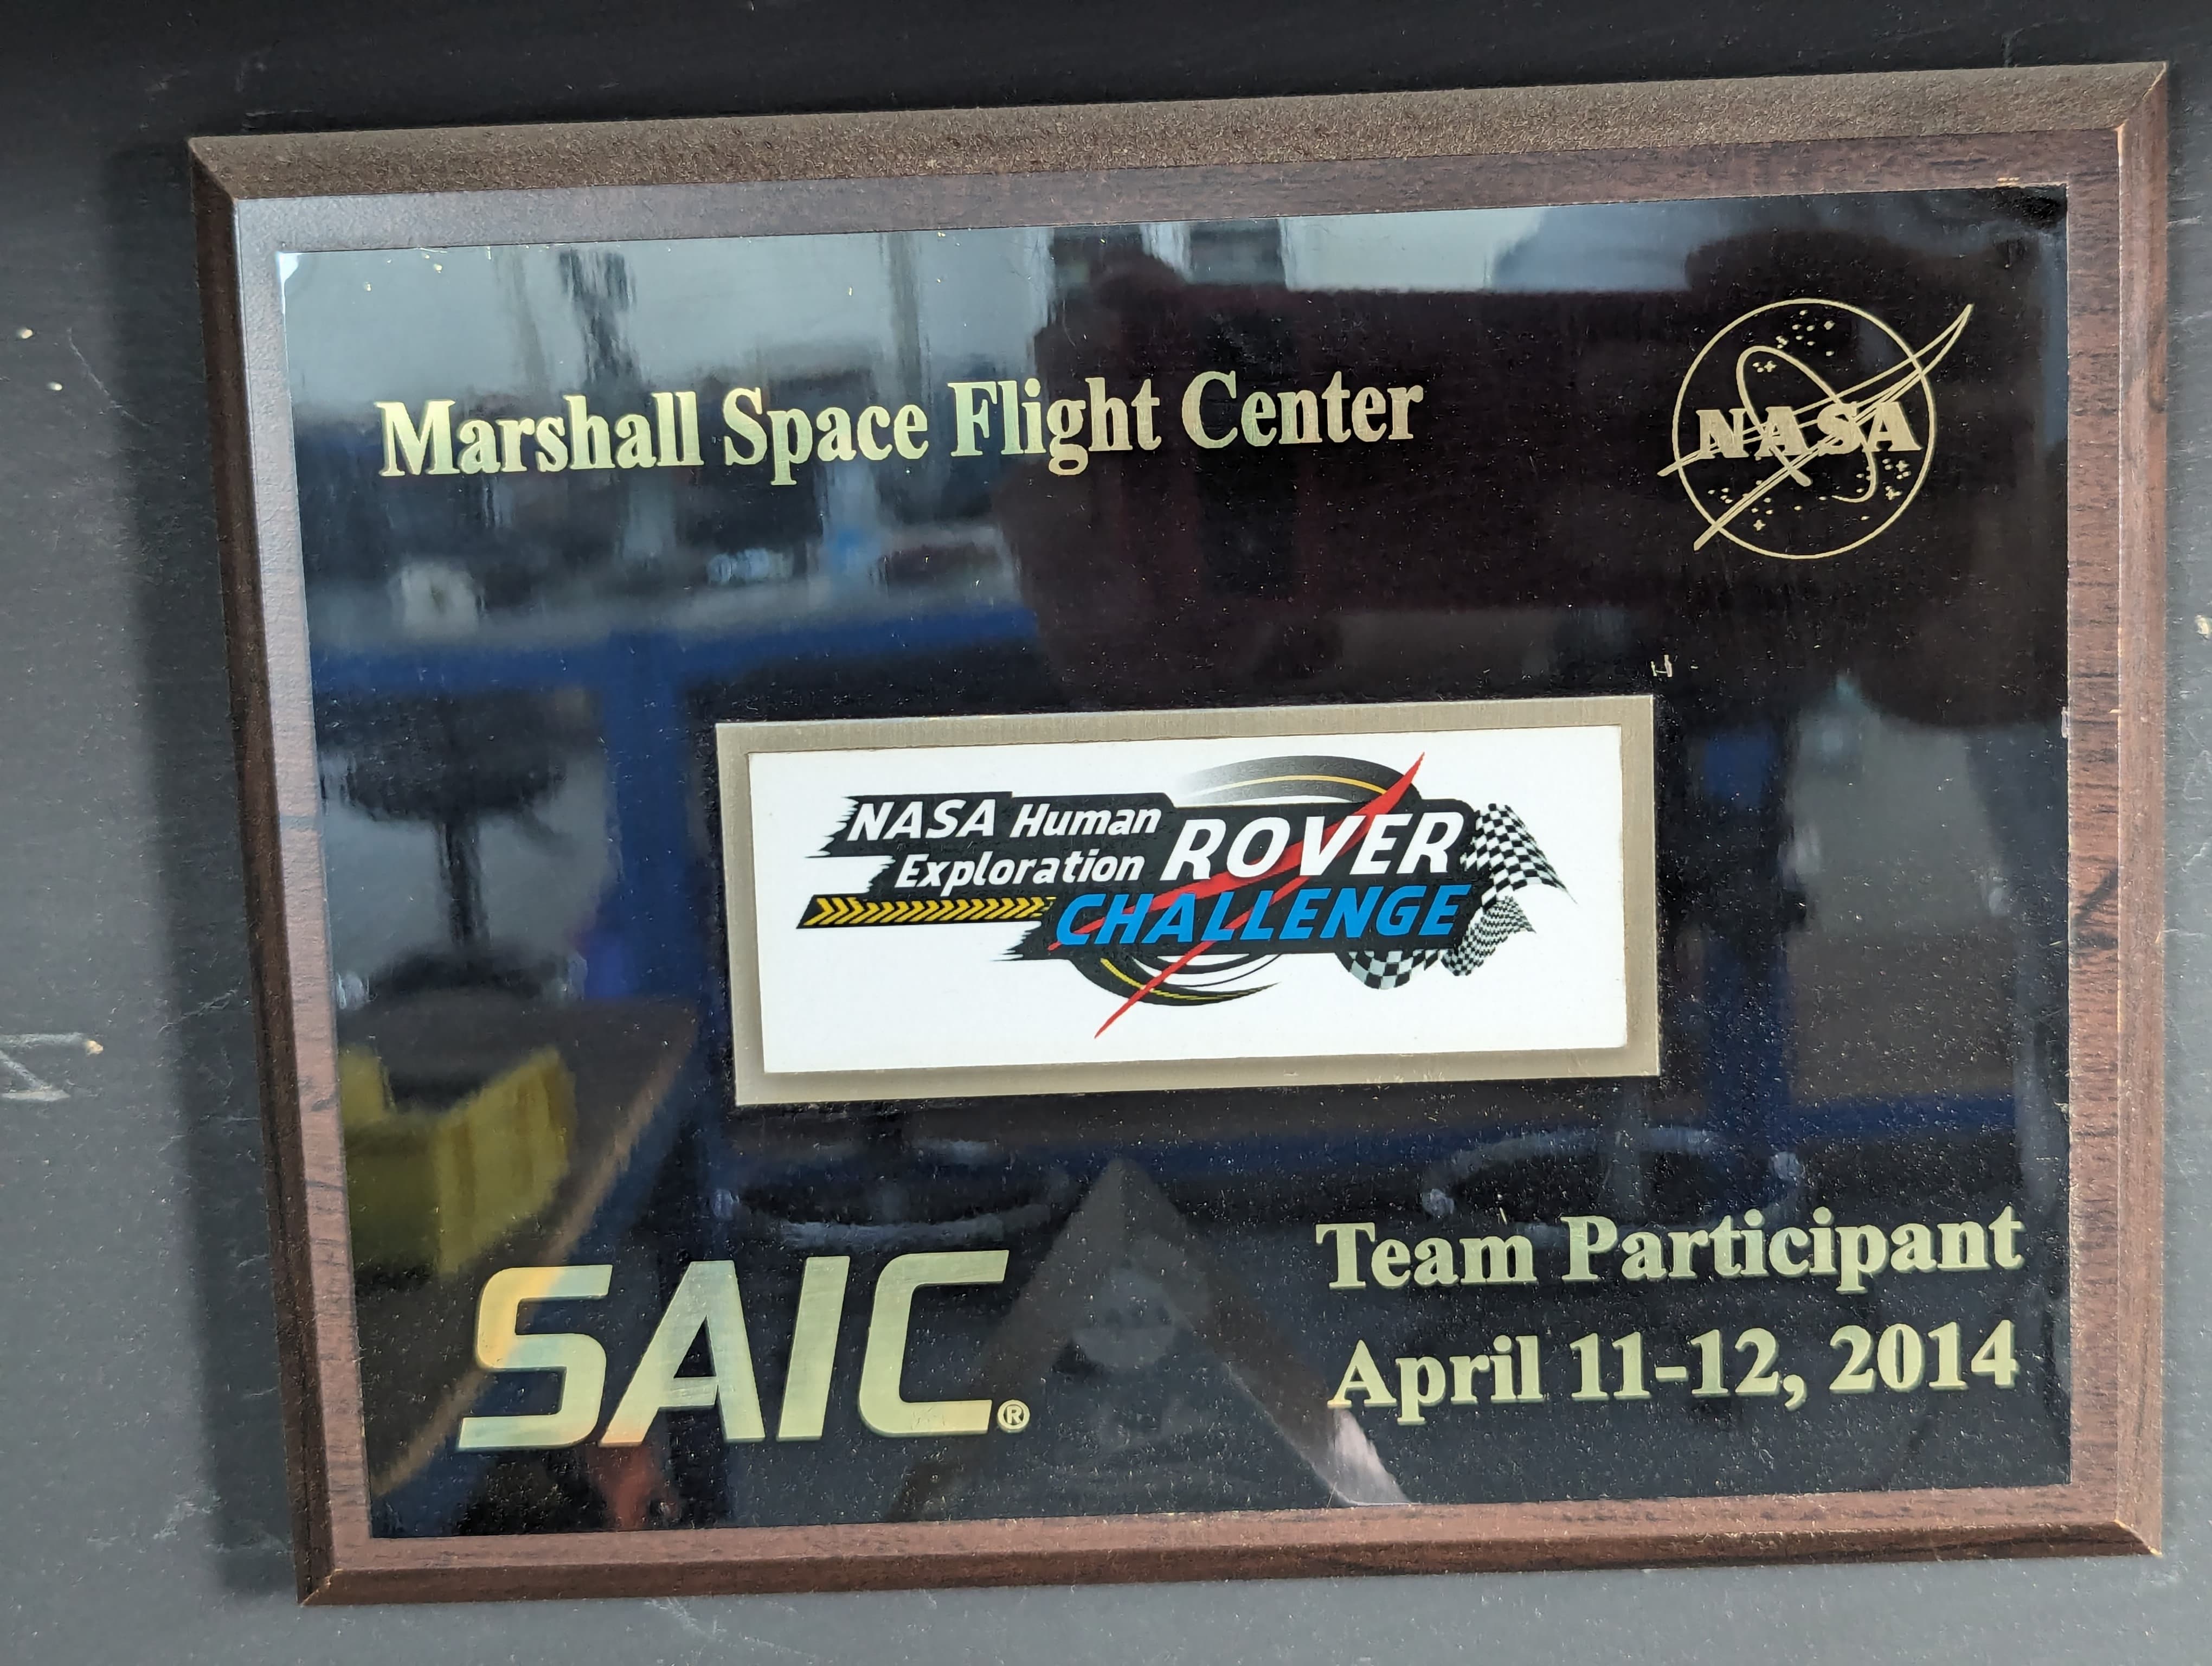 Marshall Space Flight Center
NASA
NASA Human
Exploration ROVER
CHALLENGE
SAIC®
Team Participant
April 11-12, 2014